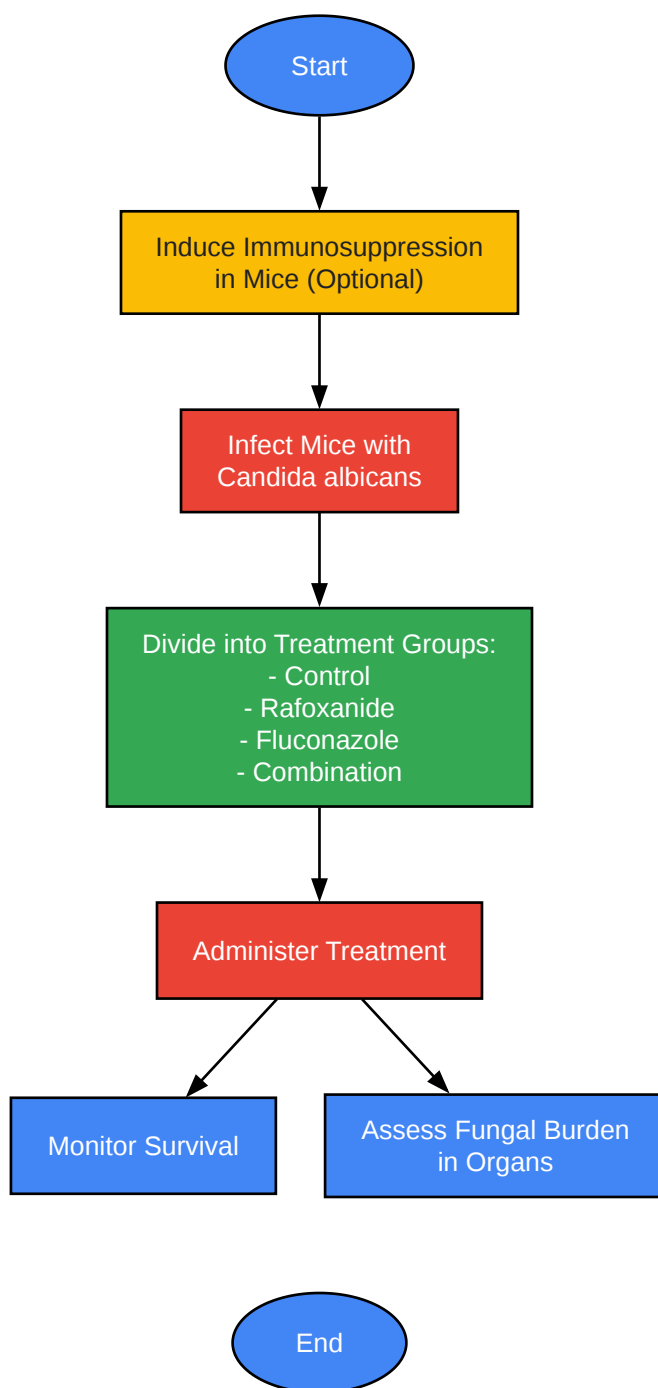 Start
Induce Immunosuppression
in Mice (Optional)
Infect Mice with
Candida albicans
Divide into Treatment Groups:
- Control
- Rafoxanide
- Fluconazole
- Combination
Administer Treatment
Monitor Survival
Assess Fungal Burden
in Organs
End